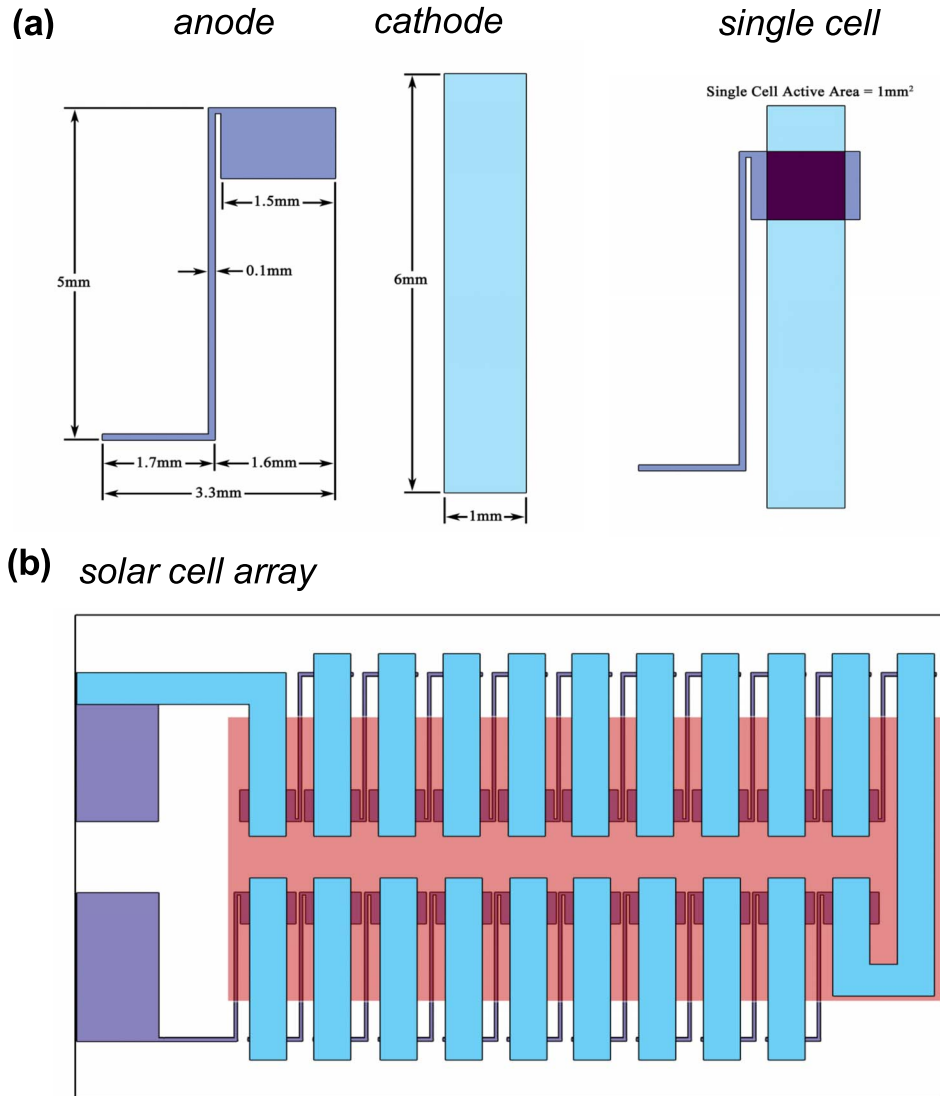 (a)
anode
cathode
single cell
Single Cell Active Area = 1mm²
1.5mm
0.1mm
5mm
6mm
1.7mm
1.6mm
3.3mm
1mm
(b)
solar cell array